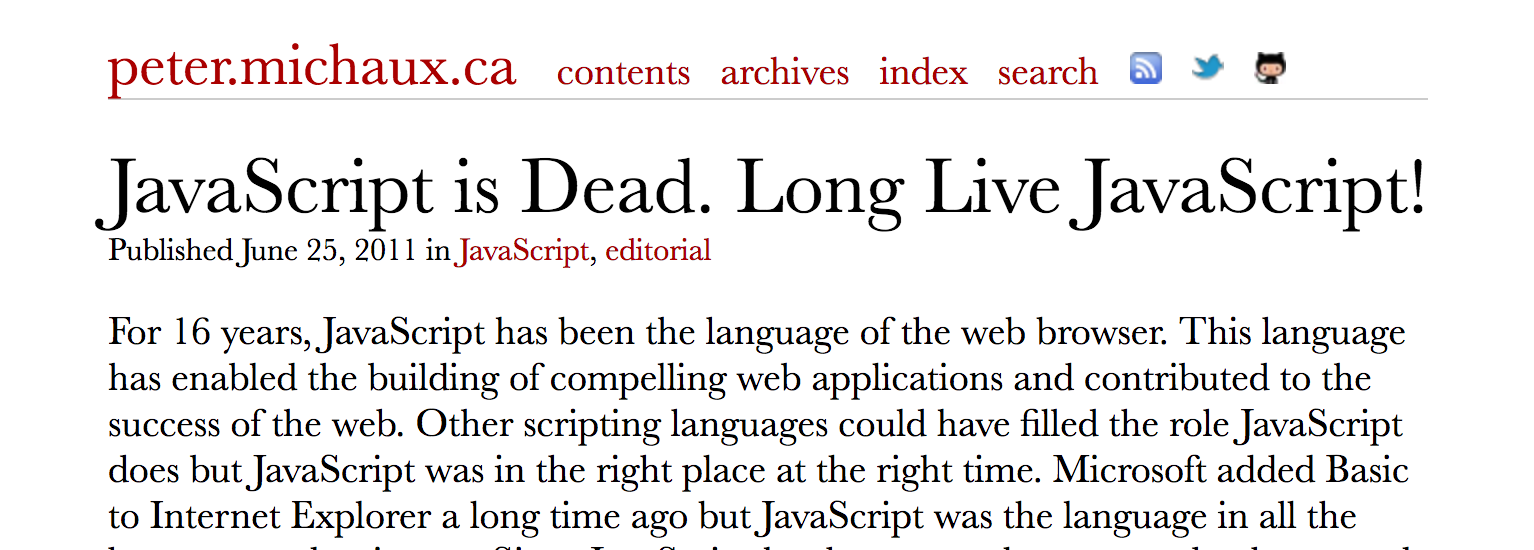 peter.michaux.ca contents archives index search
JavaScript is Dead. Long Live JavaScript!
Published June 25, 2011 in JavaScript, editorial
For 16 years, JavaScript has been the language of the web browser. This language
has enabled the building of compelling web applications and contributed to the
success of the web. Other scripting languages could have filled the role JavaScript
does but JavaScript was in the right place at the right time. Microsoft added Basic
to Internet Explorer a long time ago but JavaScript was the language in all the